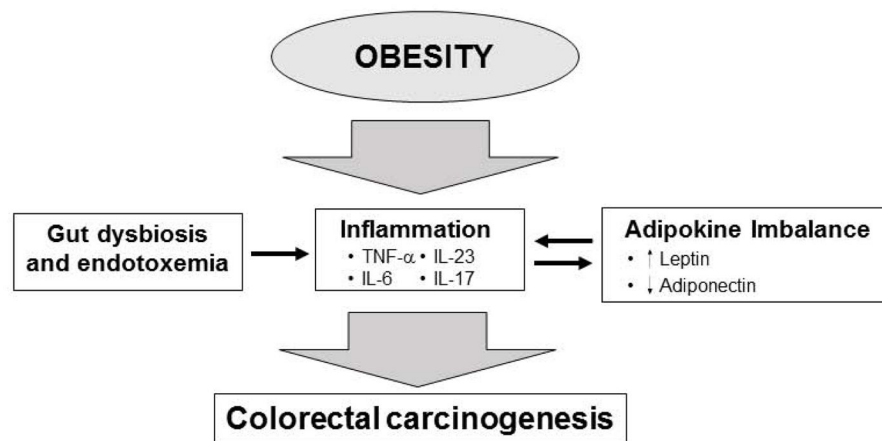 OBESITY
Gut dysbiosis
and endotoxemia
Inflammation
• TNF-α • IL-23
• IL-6 • IL-17
Adipokine Imbalance
• ↑ Leptin
• ↓ Adiponectin
Colorectal carcinogenesis